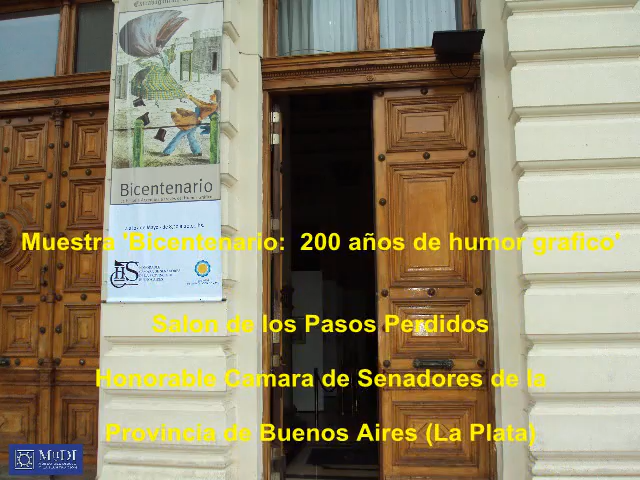 Bicentenario
Muestra "Bicentenario: 200 años de humor grafico"
Salon de los Pasos Perdidos
Honorable Camara de Senadores de la
Provincia de Buenos Aires (La Plata)
HCS
MuDI